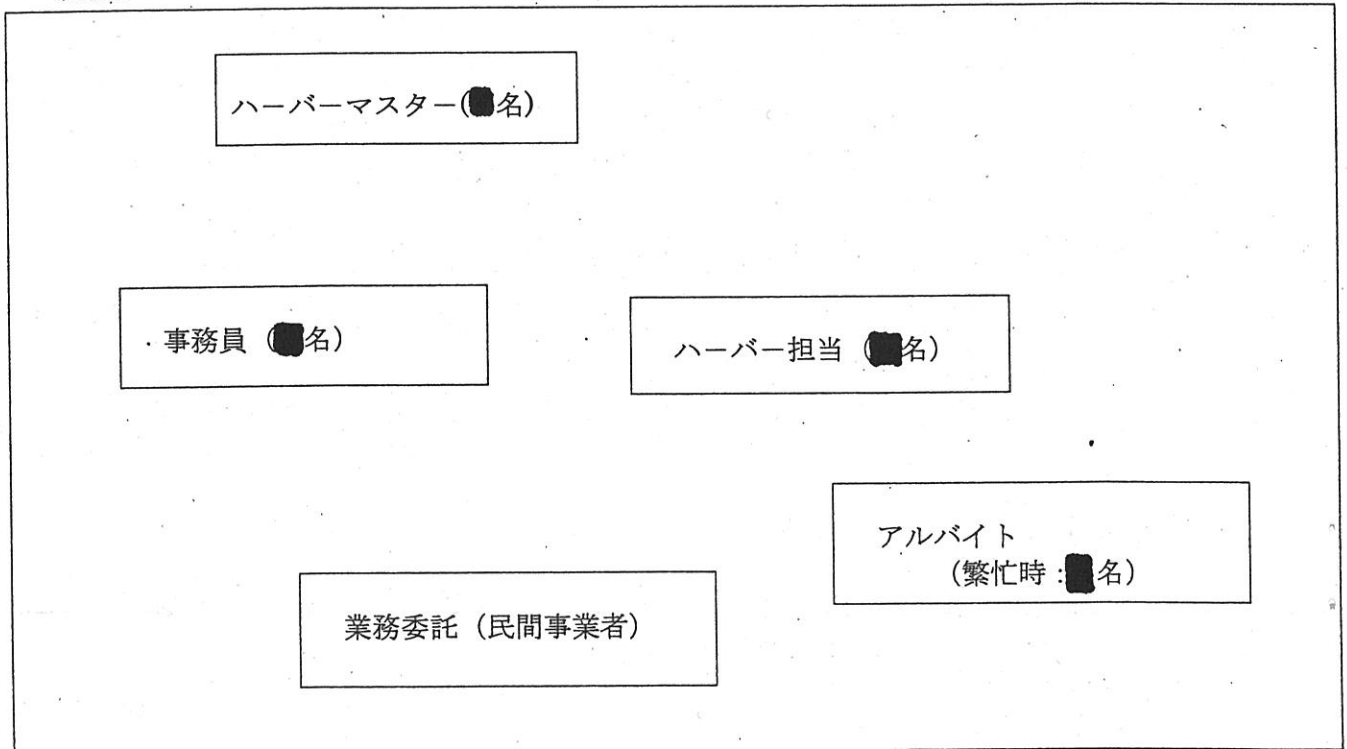 ハーバーマスター(名)
事務員 (名)
ハーバー担当 (名)
アルバイト
(繁忙時:名)
業務委託 (民間事業者)